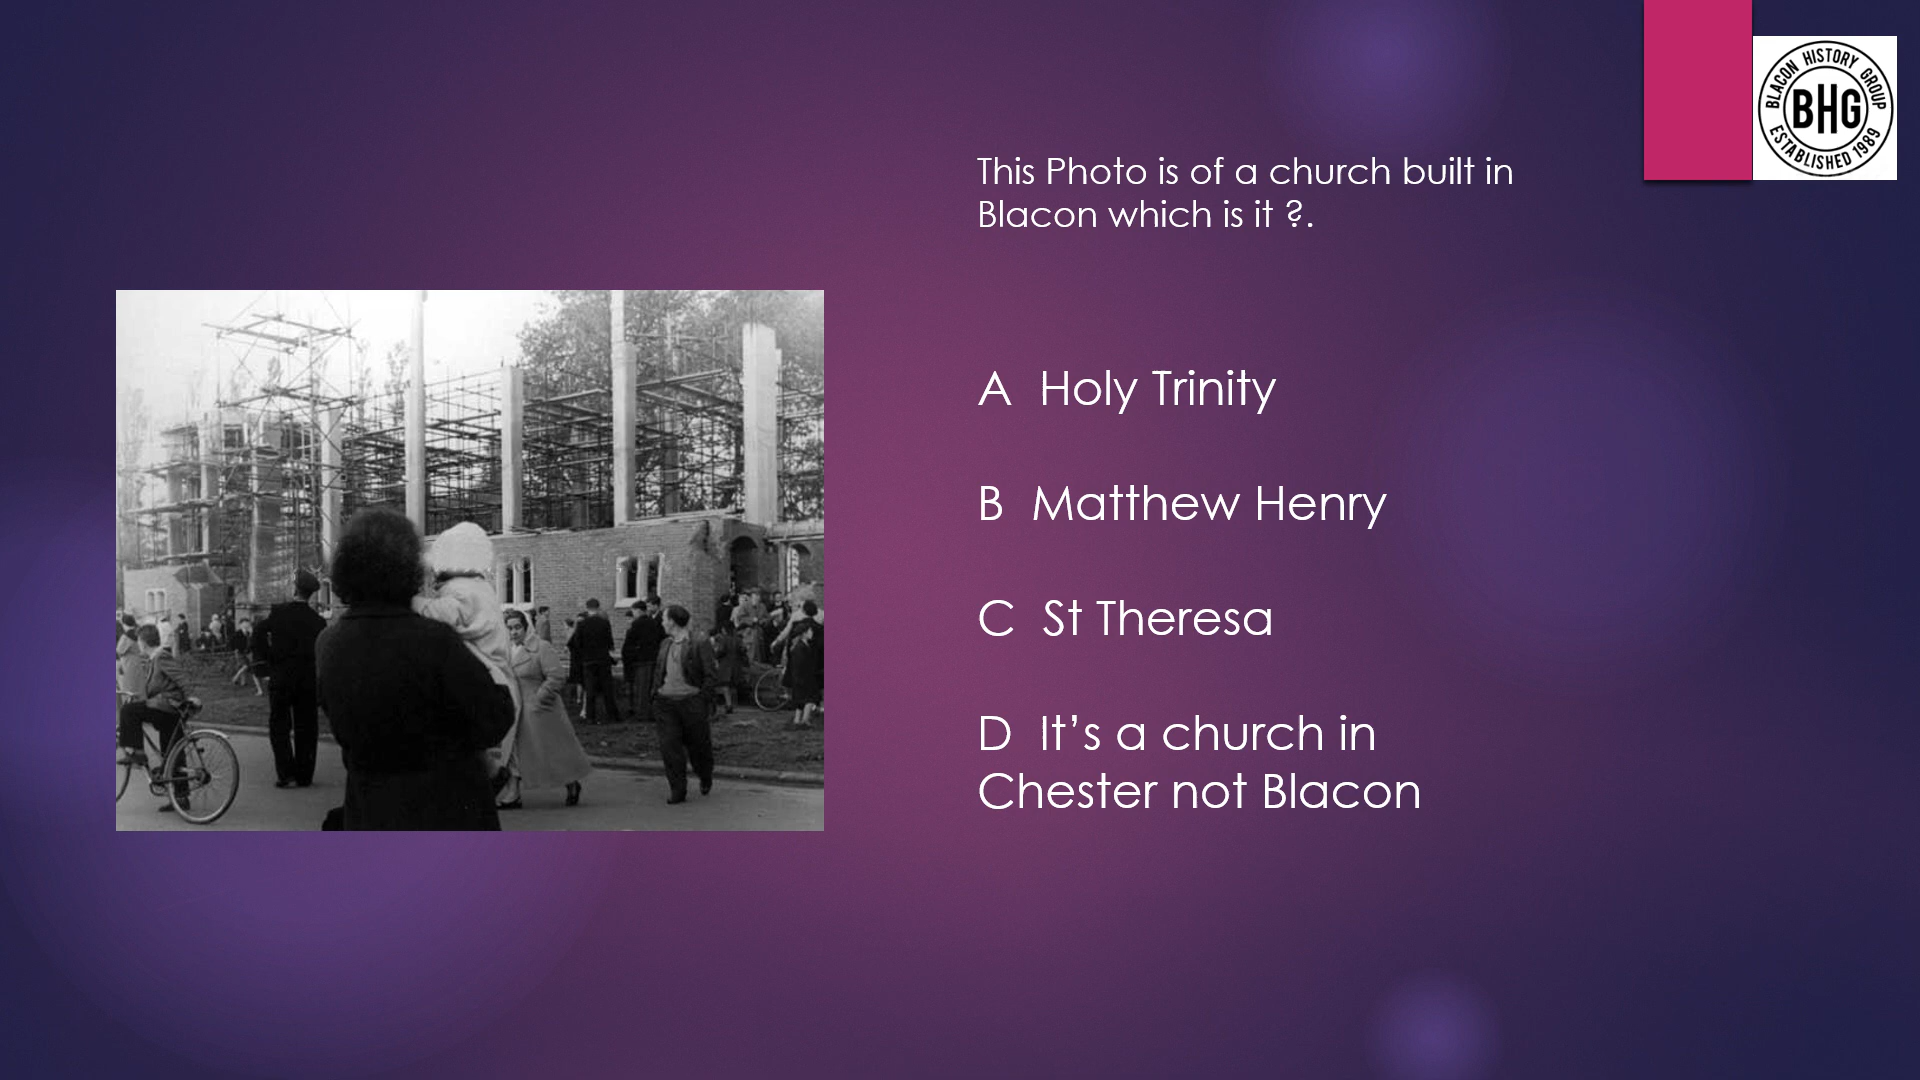 BLACON HISTORY GROUP
BHG
ESTABLISHED 1989
This Photo is of a church built in
Blacon which is it ?.
A  Holy Trinity
B  Matthew Henry
C  St Theresa
D  It’s a church in
Chester not Blacon